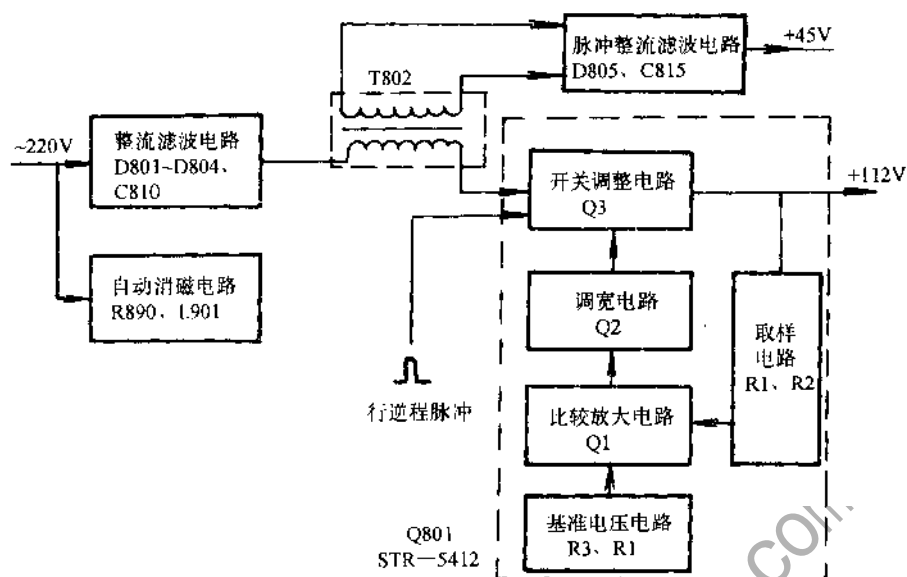 脉冲整流滤波电路
D805、C815
+45V
T802
~220V
整流滤波电路
D801~D804、
C810
开关调整电路
Q3
+112V
自动消磁电路
R890、L901
调宽电路
Q2
取样
电路
R1、R2
行逆程脉冲
比较放大电路
Q1
基准电压电路
R3、R1
Q801
STR—5412
.COM